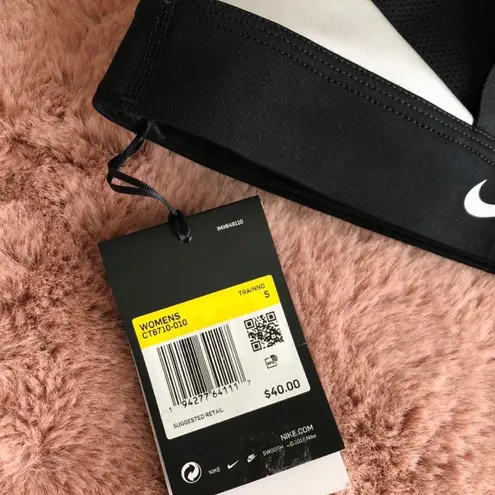 WOMENS
CT6710-010
TRAINING
S
1 94277 64111 7
SUGGESTED RETAIL
$40.00
NIKE.COM
NIKE